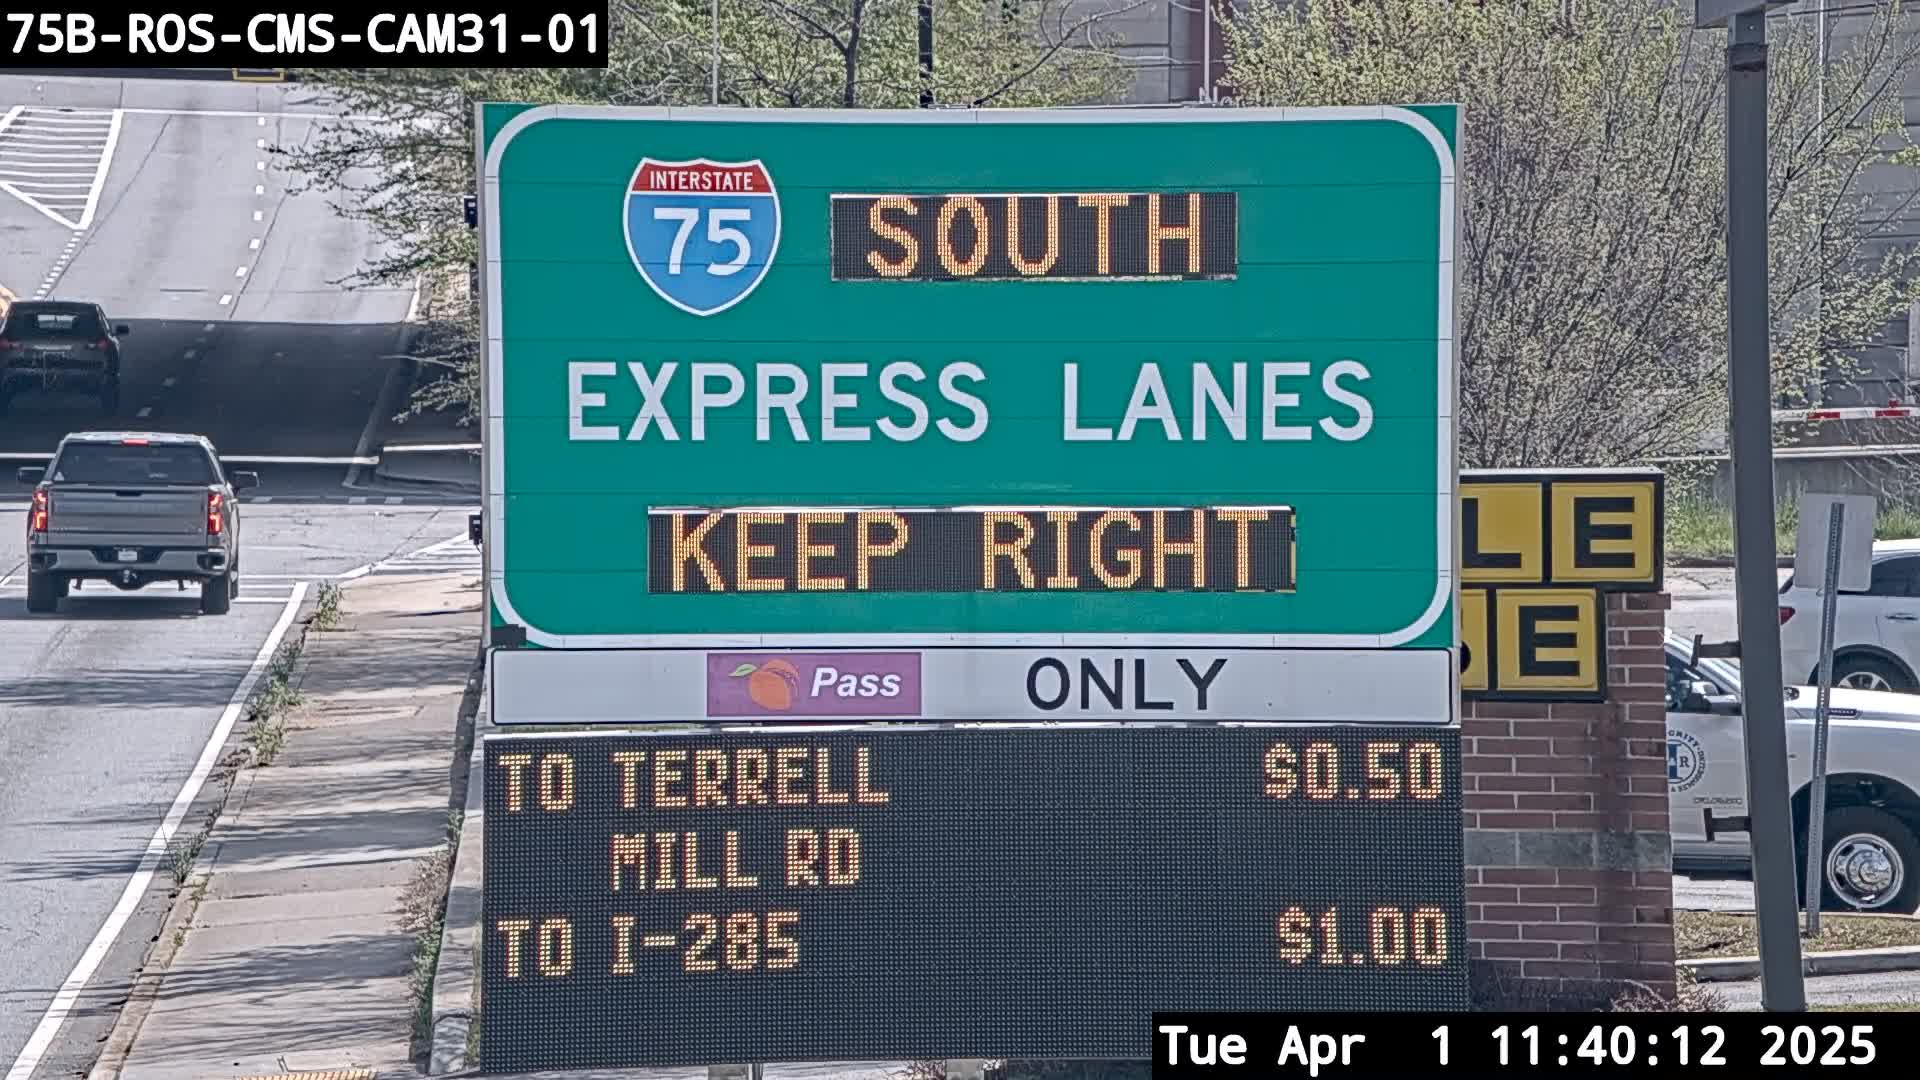 75B-ROS-CMS-CAM31-01
INTERSTATE
75
SOUTH
EXPRESS LANES
KEEP RIGHT
Pass ONLY
TO TERRELL $0.50
MILL RD
TO I-285 $1.00
LE
E
Tue Apr 1 11:40:12 2025